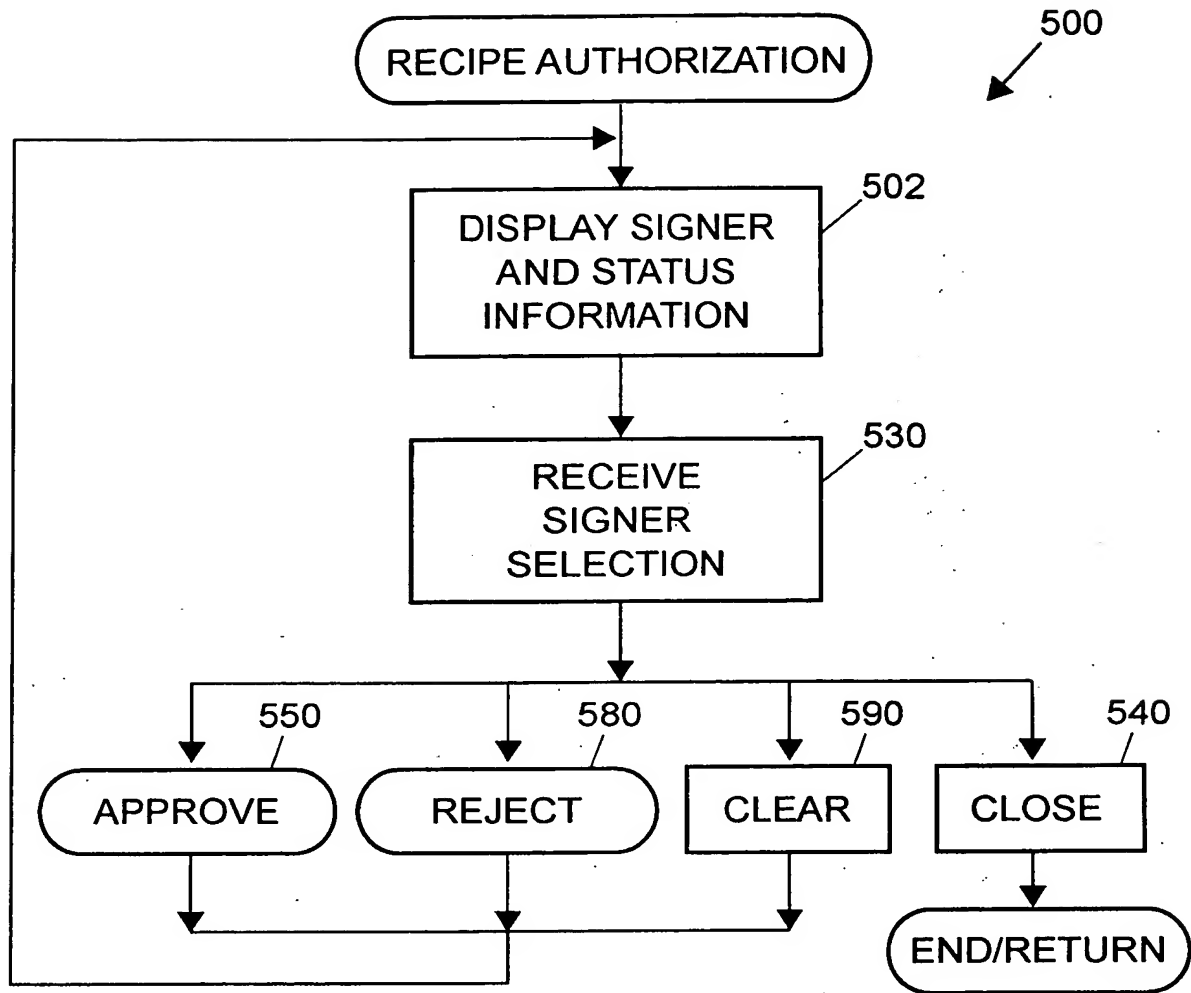 500
RECIPE AUTHORIZATION
502
DISPLAY SIGNER
AND STATUS
INFORMATION
530
RECEIVE
SIGNER
SELECTION
550
580
590
540
APPROVE
REJECT
CLEAR
CLOSE
END/RETURN